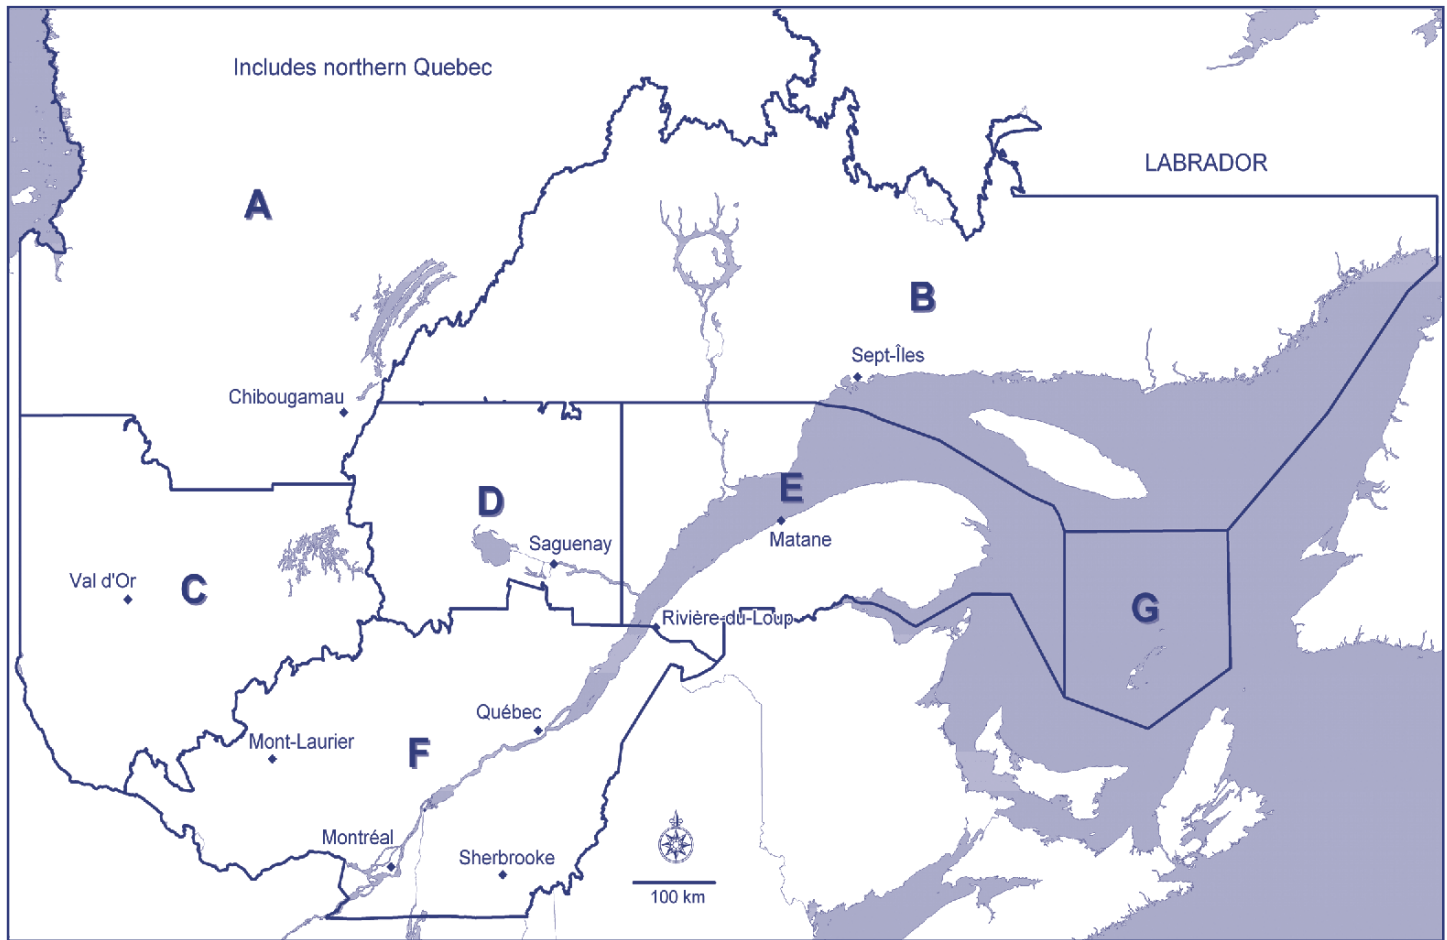 Includes northern Quebec
LABRADOR
A
B
Sept-Îles
Chibougamau
E
D
Matane
Saguenay
Val d'Or
C
G
Rivière-du-Loup
Québec
Mont-Laurier
F
Montréal
Sherbrooke
100 km